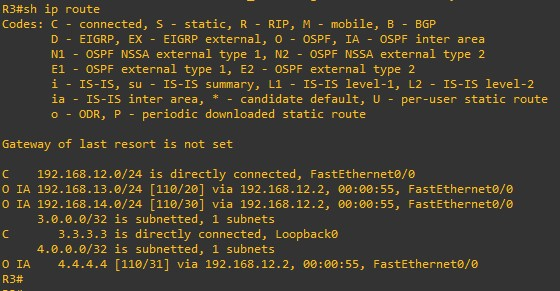 R3#sh ip route
Codes: C - connected, S - static, R - RIP, M - mobile, B - BGP
       D - EIGRP, EX - EIGRP external, O - OSPF, IA - OSPF inter area
       N1 - OSPF NSSA external type 1, N2 - OSPF NSSA external type 2
       E1 - OSPF external type 1, E2 - OSPF external type 2
       i - IS-IS, su - IS-IS summary, L1 - IS-IS level-1, L2 - IS-IS level-2
       ia - IS-IS inter area, * - candidate default, U - per-user static route
       o - ODR, P - periodic downloaded static route
Gateway of last resort is not set
C    192.168.12.0/24 is directly connected, FastEthernet0/0
O IA 192.168.13.0/24 [110/20] via 192.168.12.2, 00:00:55, FastEthernet0/0
O IA 192.168.14.0/24 [110/30] via 192.168.12.2, 00:00:55, FastEthernet0/0
     3.0.0.0/32 is subnetted, 1 subnets
C       3.3.3.3 is directly connected, Loopback0
     4.0.0.0/32 is subnetted, 1 subnets
O IA    4.4.4.4 [110/31] via 192.168.12.2, 00:00:55, FastEthernet0/0
R3#